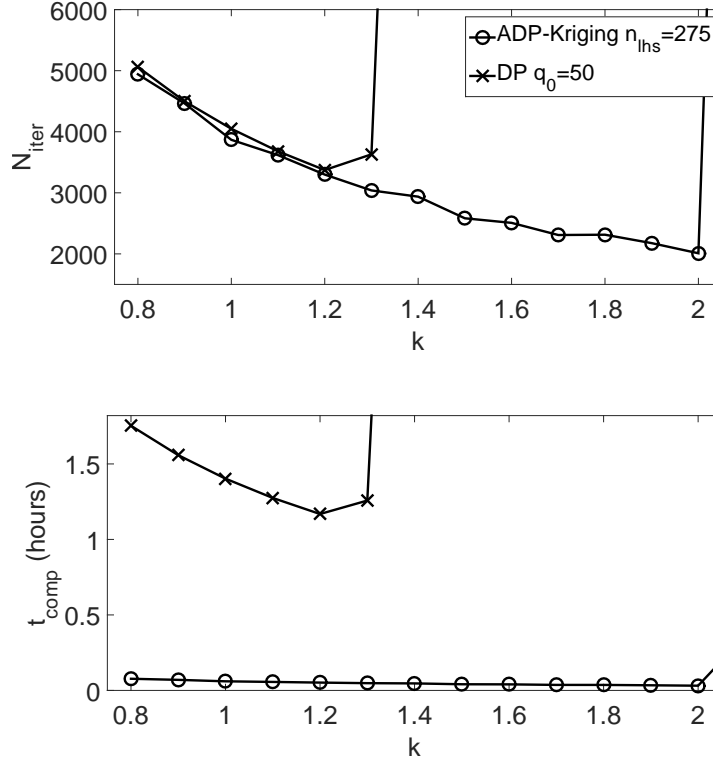 6000
5000
4000
3000
2000
N_iter
0.8 1 1.2 1.4 1.6 1.8 2
k
ADP-Kriging n_lhs=275
DP q_0=50
1.5
1
0.5
0
t_comp (hours)
0.8 1 1.2 1.4 1.6 1.8 2
k